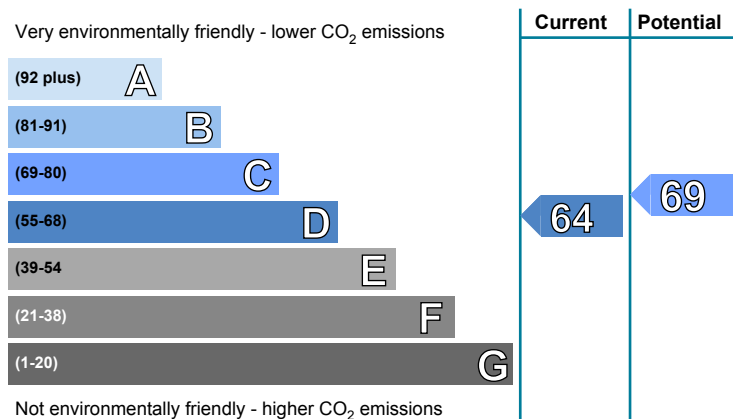 Very environmentally friendly - lower CO2 emissions
Current
Potential
(92 plus) A
(81-91) B
(69-80) C
(55-68) D
(39-54 E
(21-38) F
(1-20) G
64
69
Not environmentally friendly - higher CO2 emissions